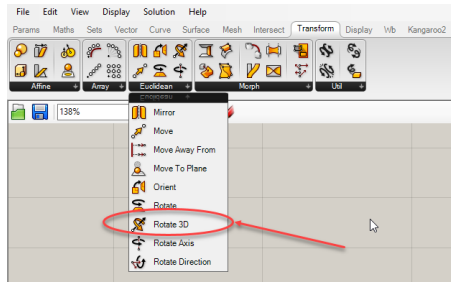 File Edit View Display Solution Help
Params Maths Sets Vector Curve Surface Mesh Intersect Transform Display Wb Kangaroo2
Affine + Array + Euclidean + Morph + Util +
138%
Euclidean +
Mirror
Move
Move Away From
Move To Plane
Orient
Rotate
Rotate 3D
Rotate Axis
Rotate Direction